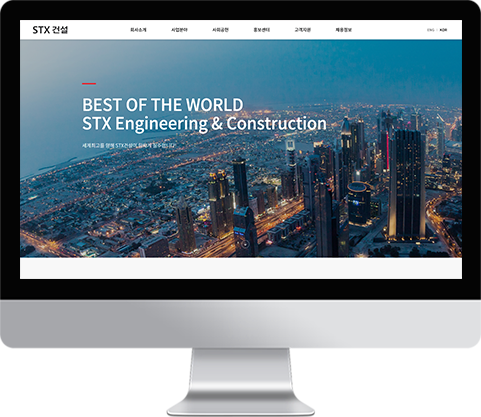 STX 건설
회사소개 사업분야 사회공헌 홍보센터 고객지원 채용정보
ENG KOR
BEST OF THE WORLD
STX Engineering & Construction
세계최고를 향해 STX건설이